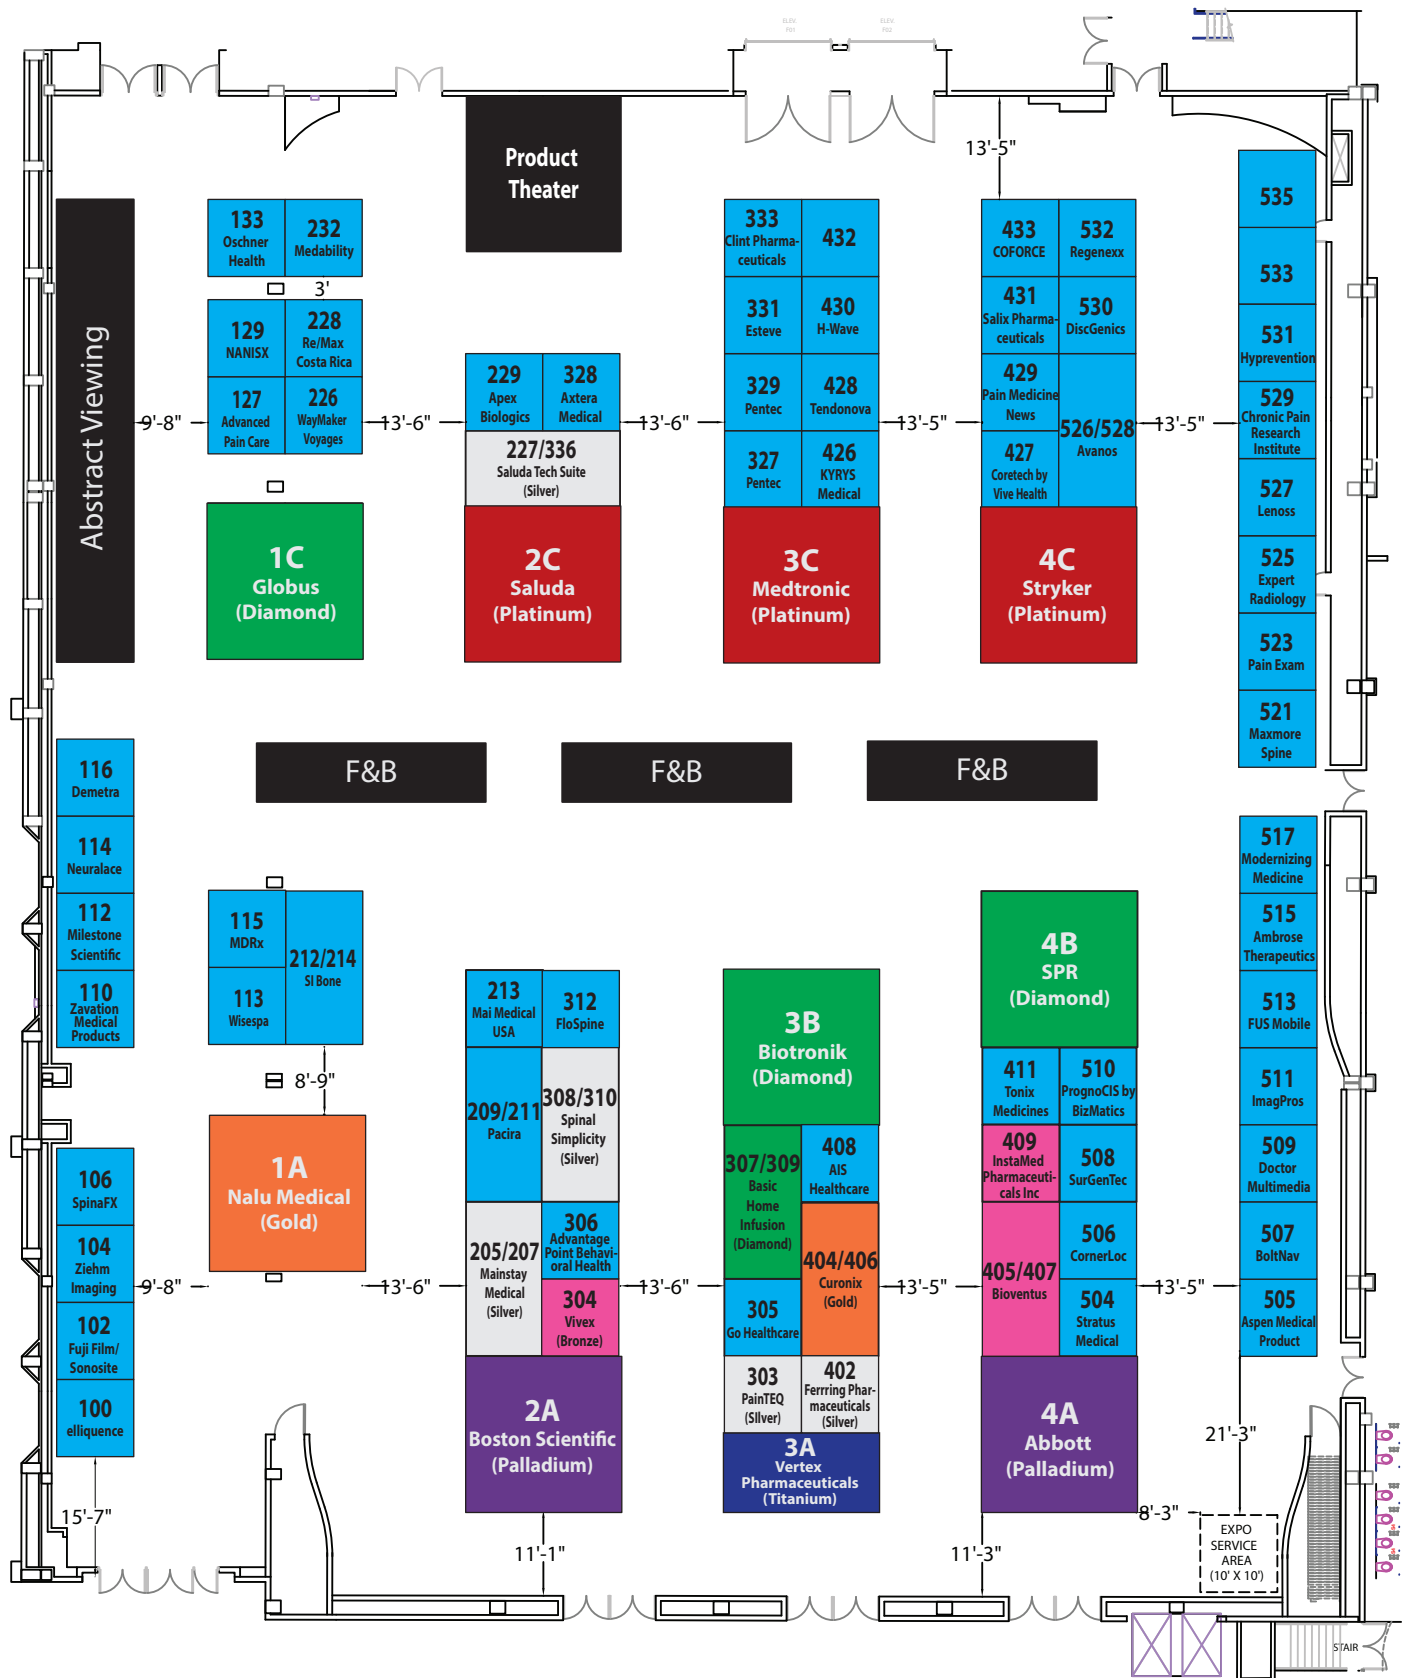 ELEV.
F01
ELEV.
F02
13'-5"
Product
Theater
Abstract Viewing
133
Oschner
Health
232
Medability
3'
129
NANISX
228
Re/Max
Costa Rica
127
Advanced
Pain Care
226
WayMaker
Voyages
9'-8"
13'-6"
229
Apex
Biologics
328
Axtera
Medical
227/336
Saluda Tech Suite
(Silver)
13'-6"
333
Clint Pharma-
ceuticals
432
331
Esteve
430
H-Wave
329
Pentec
428
Tendonova
327
Pentec
426
KYRYS
Medical
13'-5"
433
COFORCE
532
Regenexx
431
Salix Pharma-
ceuticals
530
DiscGenics
429
Pain Medicine
News
526/528
Avanos
427
Coretech by
Vive Health
13'-5"
535
533
531
Hyprevention
529
Chronic Pain
Research
Institute
527
Lenoss
525
Expert
Radiology
523
Pain Exam
521
Maxmore
Spine
1C
Globus
(Diamond)
2C
Saluda
(Platinum)
3C
Medtronic
(Platinum)
4C
Stryker
(Platinum)
F&B
F&B
F&B
116
Demetra
114
Neuralace
112
Milestone
Scientific
110
Zavation
Medical
Products
115
MDRx
212/214
SI Bone
113
Wisespa
8'-9"
1A
Nalu Medical
(Gold)
106
SpinaFX
104
Ziehm
Imaging
102
Fuji Film/
Sonosite
100
elliquence
9'-8"
13'-6"
15'-7"
213
Mai Medical
USA
312
FloSpine
209/211
Pacira
308/310
Spinal
Simplicity
(Silver)
205/207
Mainstay
Medical
(Silver)
306
Advantage
Point Behavi-
oral Health
304
Vivex
(Bronze)
2A
Boston Scientific
(Palladium)
11'-1"
13'-6"
3B
Biotronik
(Diamond)
307/309
Basic
Home
Infusion
(Diamond)
408
AIS
Healthcare
404/406
Curonix
(Gold)
305
Go Healthcare
303
PainTEQ
(SIlver)
402
Ferrring Phar-
maceuticals
(Silver)
3A
Vertex
Pharmaceuticals
(Titanium)
13'-5"
4B
SPR
(Diamond)
411
Tonix
Medicines
510
PrognoCIS by
BizMatics
409
InstaMed
Pharmaceuti-
cals Inc
508
SurGenTec
405/407
Bioventus
506
CornerLoc
504
Stratus
Medical
4A
Abbott
(Palladium)
11'-3"
13'-5"
517
Modernizing
Medicine
515
Ambrose
Therapeutics
513
FUS Mobile
511
ImagPros
509
Doctor
Multimedia
507
BoltNav
505
Aspen Medical
Product
21'-3"
8'-3"
EXPO
SERVICE
AREA
(10' X 10')
STAIR